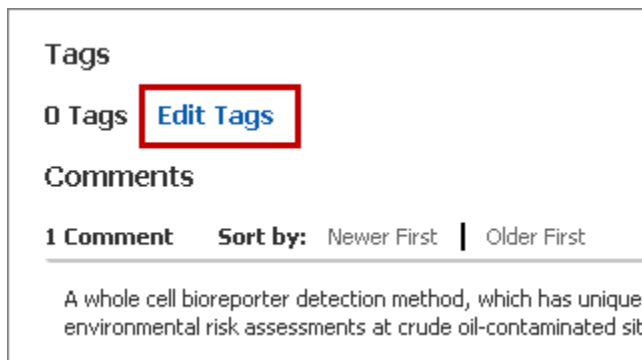 Tags
0 Tags Edit Tags
Comments
1 Comment Sort by: Newer First | Older First
A whole cell bioreporter detection method, which has unique
environmental risk assessments at crude oil-contaminated sit